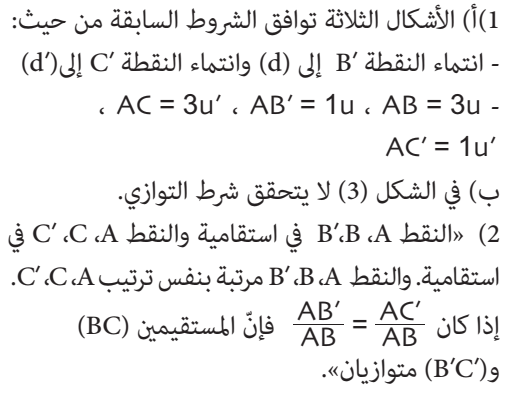 1)أ) الأشكال الثلاثة توافق الشروط السابقة من حيث:
- انتماء النقطة B′ إلى (d) وانتماء النقطة C′ إلى(d′)
- AB = 3u ، AB′ = 1u ، AC = 3u′ ،
AC′ = 1u′
ب) في الشكل (3) لا يتحقق شرط التوازي.
2) «النقط A، B،B′ في استقامية والنقط A، C، C′ في
استقامية. والنقط A،B،B′ مرتبة بنفس ترتيب A،C،C′.
إذا كان AB′/AB = AC′/AB فإنّ المستقيمين (BC)
و(B′C′) متوازيان».